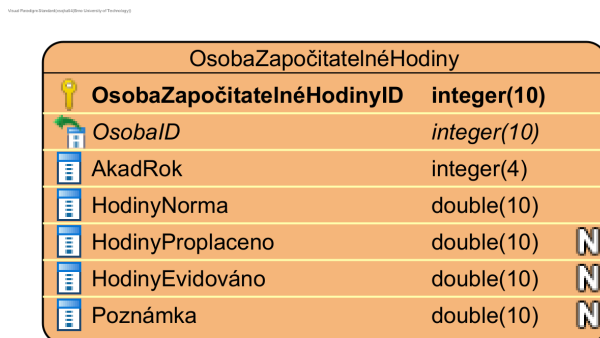 Visual Paradigm Standard(vojta64(Brno University of Technology))
OsobaZapočitatelnéHodiny
OsobaZapočitatelnéHodinyID integer(10)
OsobaID integer(10)
AkadRok integer(4)
HodinyNorma double(10)
HodinyProplaceno double(10) N
HodinyEvidováno double(10) N
Poznámka double(10) N